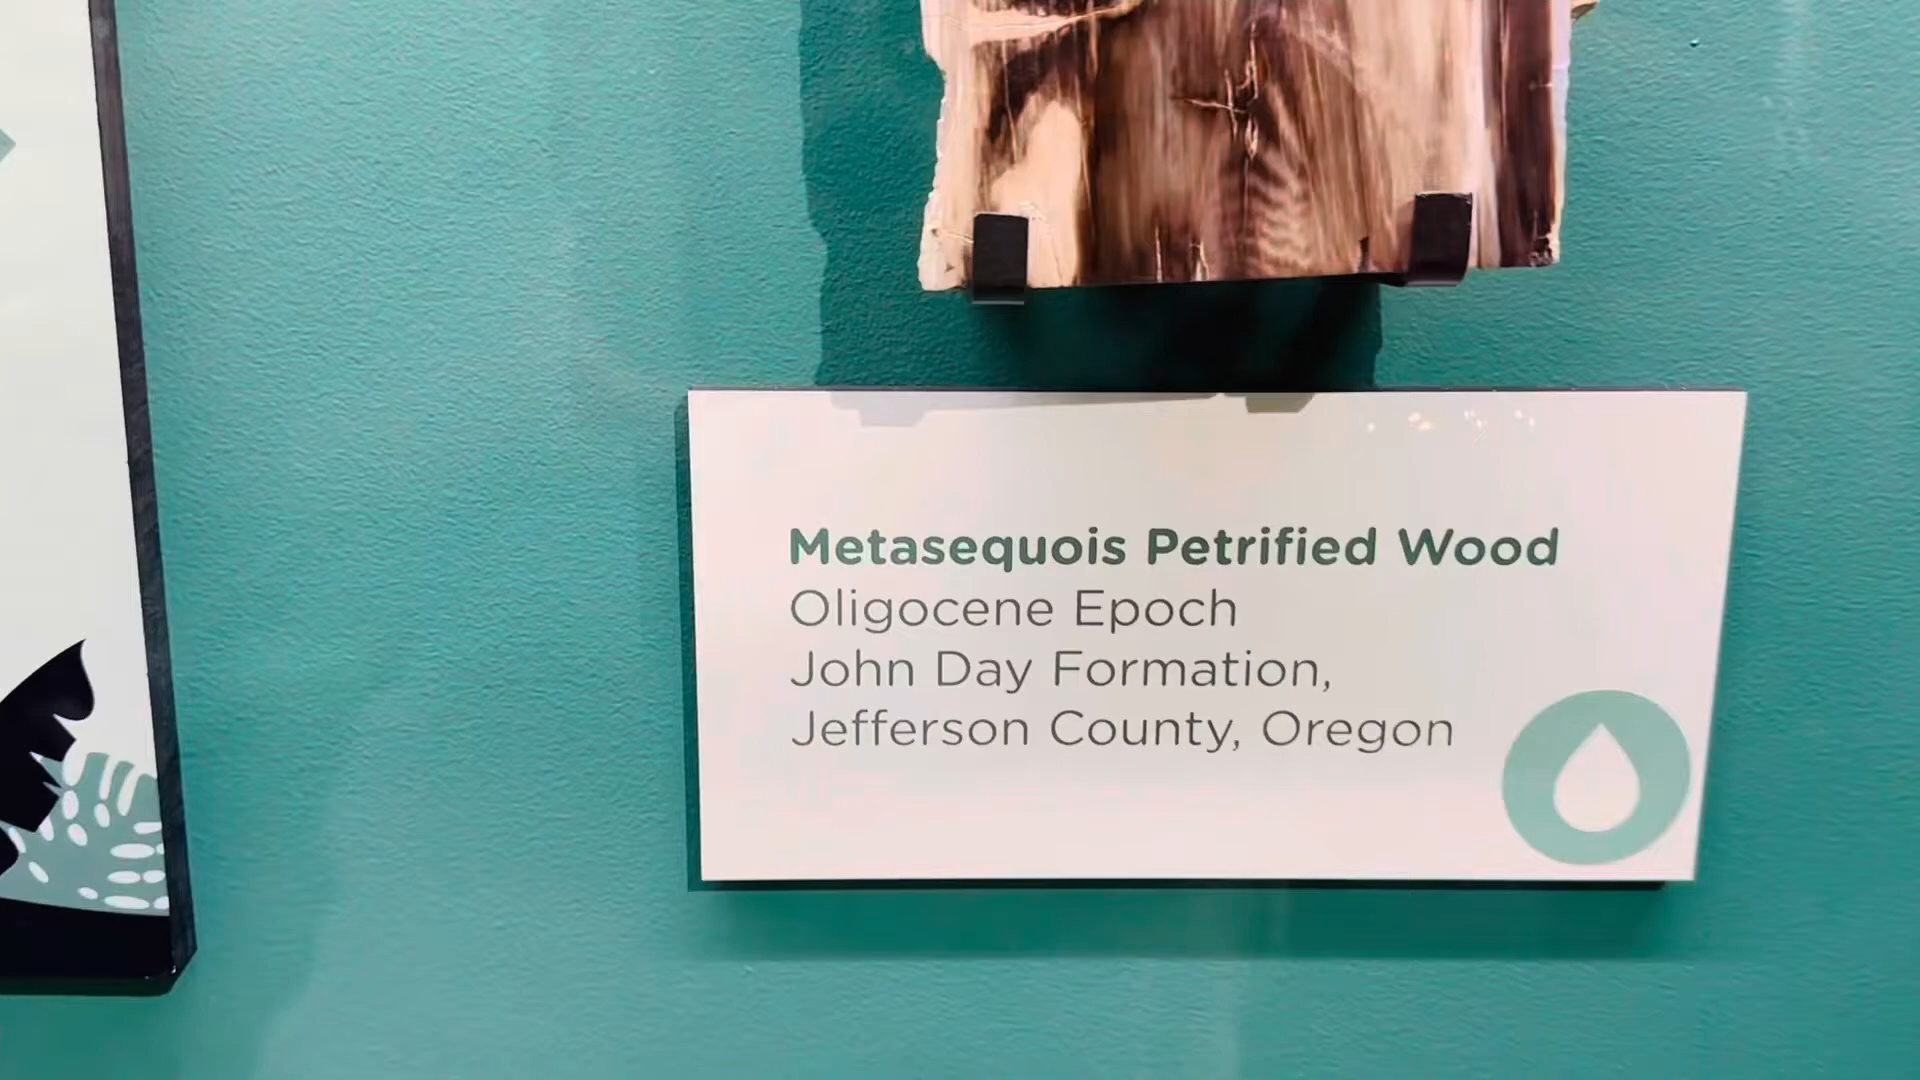 Metasequois Petrified Wood
Oligocene Epoch
John Day Formation,
Jefferson County, Oregon